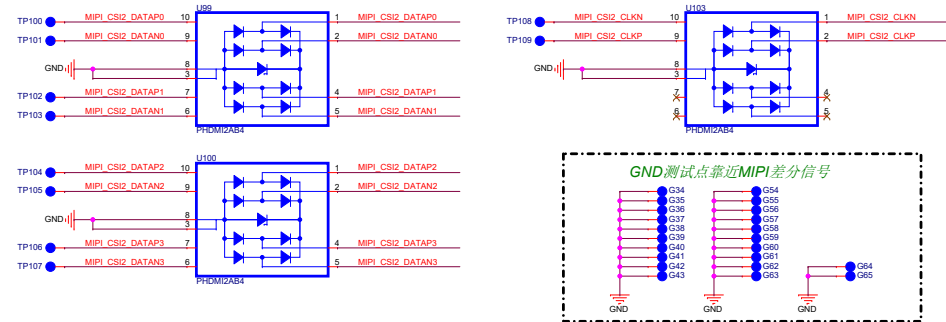 U99
TP100 MIPI_CSI2_DATAP0 10 1 MIPI_CSI2_DATAP0
TP101 MIPI_CSI2_DATAN0 9 2 MIPI_CSI2_DATAN0
GND 8
3
TP102 MIPI_CSI2_DATAP1 7 4 MIPI_CSI2_DATAP1
TP103 MIPI_CSI2_DATAN1 6 5 MIPI_CSI2_DATAN1
PHDMI2AB4
U103
TP108 MIPI_CSI2_CLKN 10 1 MIPI_CSI2_CLKN
TP109 MIPI_CSI2_CLKP 9 2 MIPI_CSI2_CLKP
GND 8
3
7 4
6 5
PHDMI2AB4
U100
TP104 MIPI_CSI2_DATAP2 10 1 MIPI_CSI2_DATAP2
TP105 MIPI_CSI2_DATAN2 9 2 MIPI_CSI2_DATAN2
GND 8
3
TP106 MIPI_CSI2_DATAP3 7 4 MIPI_CSI2_DATAP3
TP107 MIPI_CSI2_DATAN3 6 5 MIPI_CSI2_DATAN3
PHDMI2AB4
GND测试点靠近MIPI差分信号
G34 G54
G35 G55
G36 G56
G37 G57
G38 G58
G39 G59
G40 G60
G41 G61
G42 G62 G64
G43 G63 G65
GND GND GND